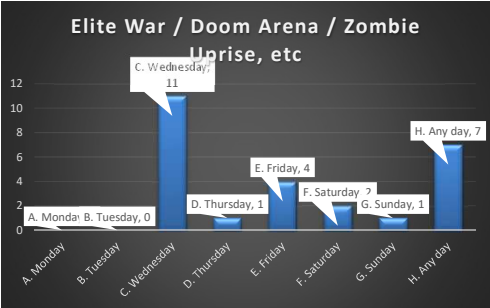 Elite War / Doom Arena / Zombie
Uprise, etc
C. Wednesday,
11
H. Any day, 7
E. Friday, 4
F. Saturday, 2
D. Thursday, 1
G. Sunday, 1
A. Monday
B. Tuesday, 0
12
10
8
6
4
2
0
A. Monday
B. Tuesday
C. Wednesday
D. Thursday
E. Friday
F. Saturday
G. Sunday
H. Any day